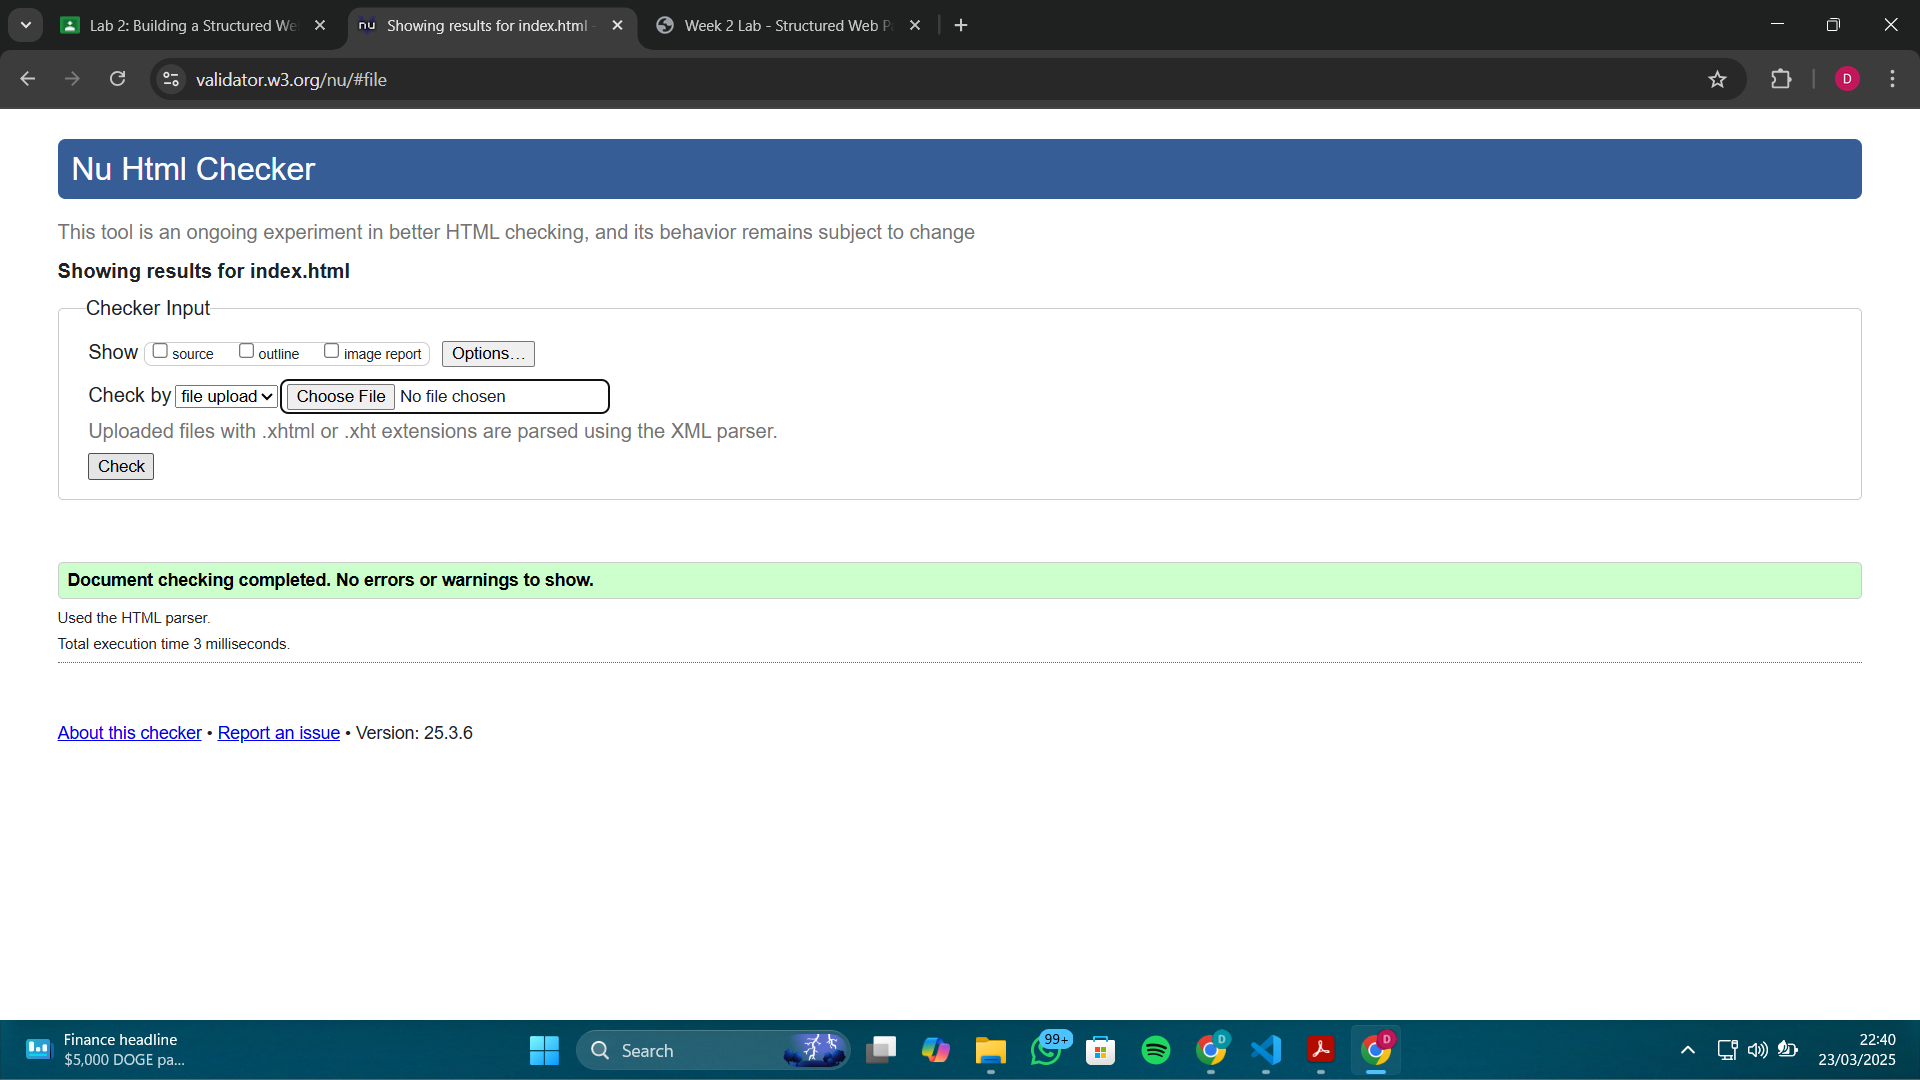 Lab 2: Building a Structured We
nu Showing results for index.html -
Week 2 Lab - Structured Web P
validator.w3.org/nu/#file
D
Nu Html Checker
This tool is an ongoing experiment in better HTML checking, and its behavior remains subject to change
Showing results for index.html
Checker Input
Show source outline image report Options...
Check by file upload Choose File No file chosen
Uploaded files with .xhtml or .xht extensions are parsed using the XML parser.
Check
Document checking completed. No errors or warnings to show.
Used the HTML parser.
Total execution time 3 milliseconds.
About this checker • Report an issue • Version: 25.3.6
Finance headline
$5,000 DOGE pa...
Search
99+
D
D
22:40
23/03/2025